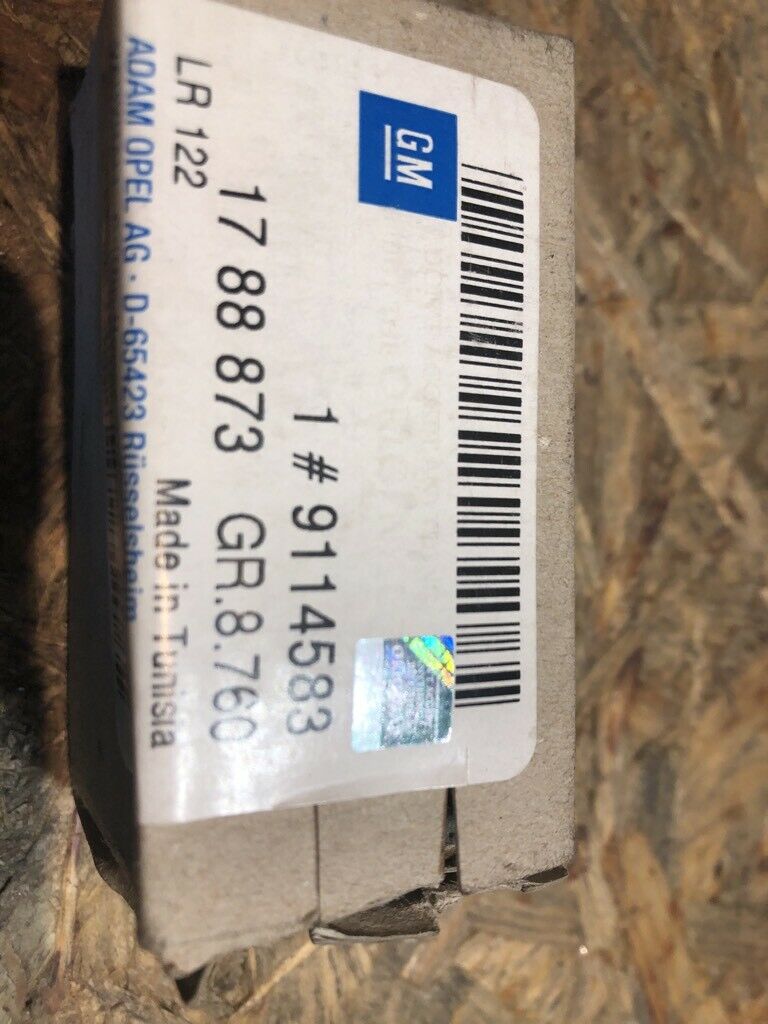 GM
1 # 9114583
17 88 873 GR.8.760
LR 122
Made in Tunisia
ADAM OPEL AG · D-65423 Rüsselsheim